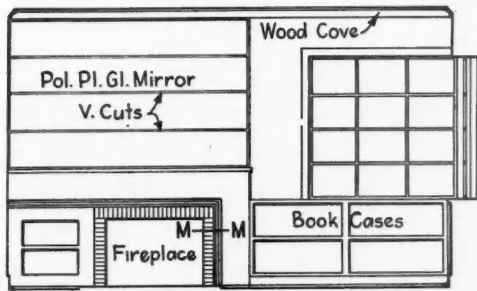 Wood Cove
Pol. Pl. Gl. Mirror
V. Cuts
M M
Book Cases
Fireplace